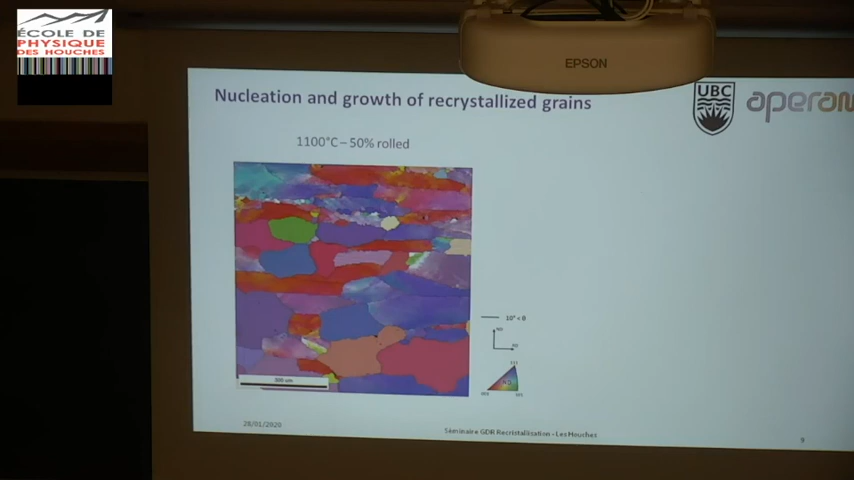 ÉCOLE DE
PHYSIQUE
DES HOUCHES
EPSON
Nucleation and growth of recrystallized grains
UBC
aperam
1100°C – 50% rolled
10° < θ
28/01/2020
Séminaire GDR Recristallisation - Les Houches
9